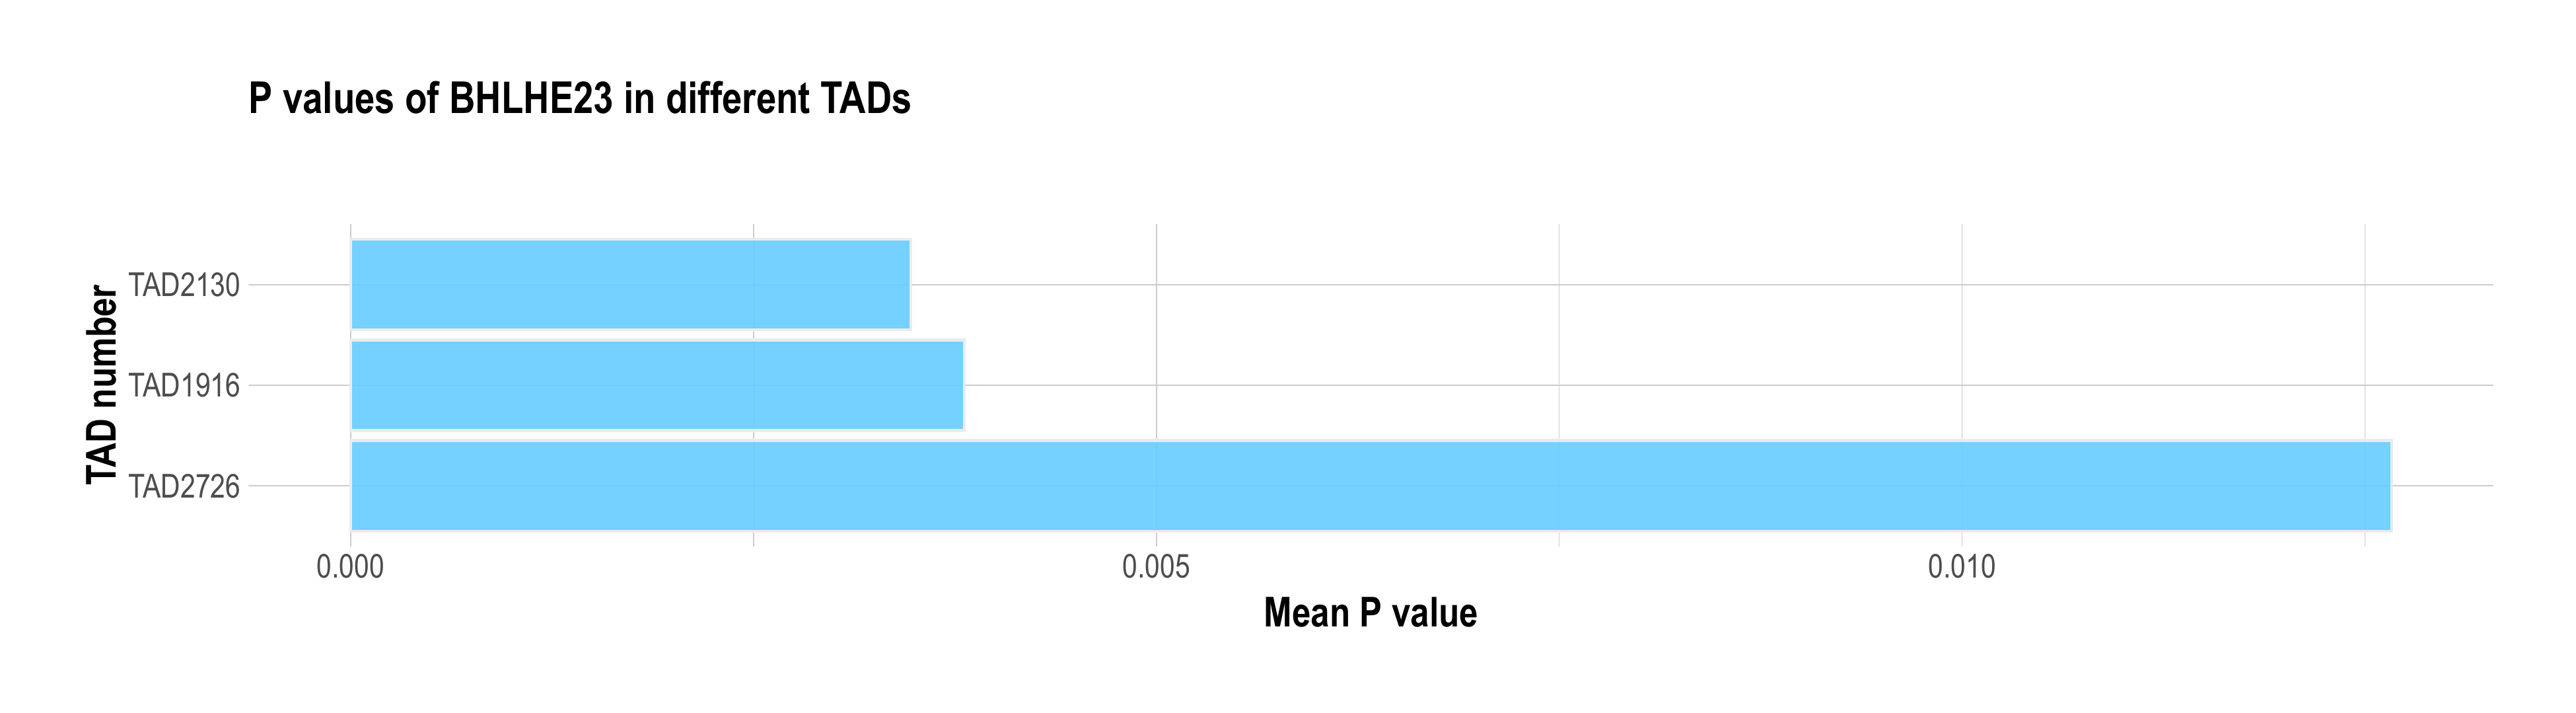 P values of BHLHE23 in different TADs
TAD number
TAD2130
TAD1916
TAD2726
0.000
0.005
0.010
Mean P value